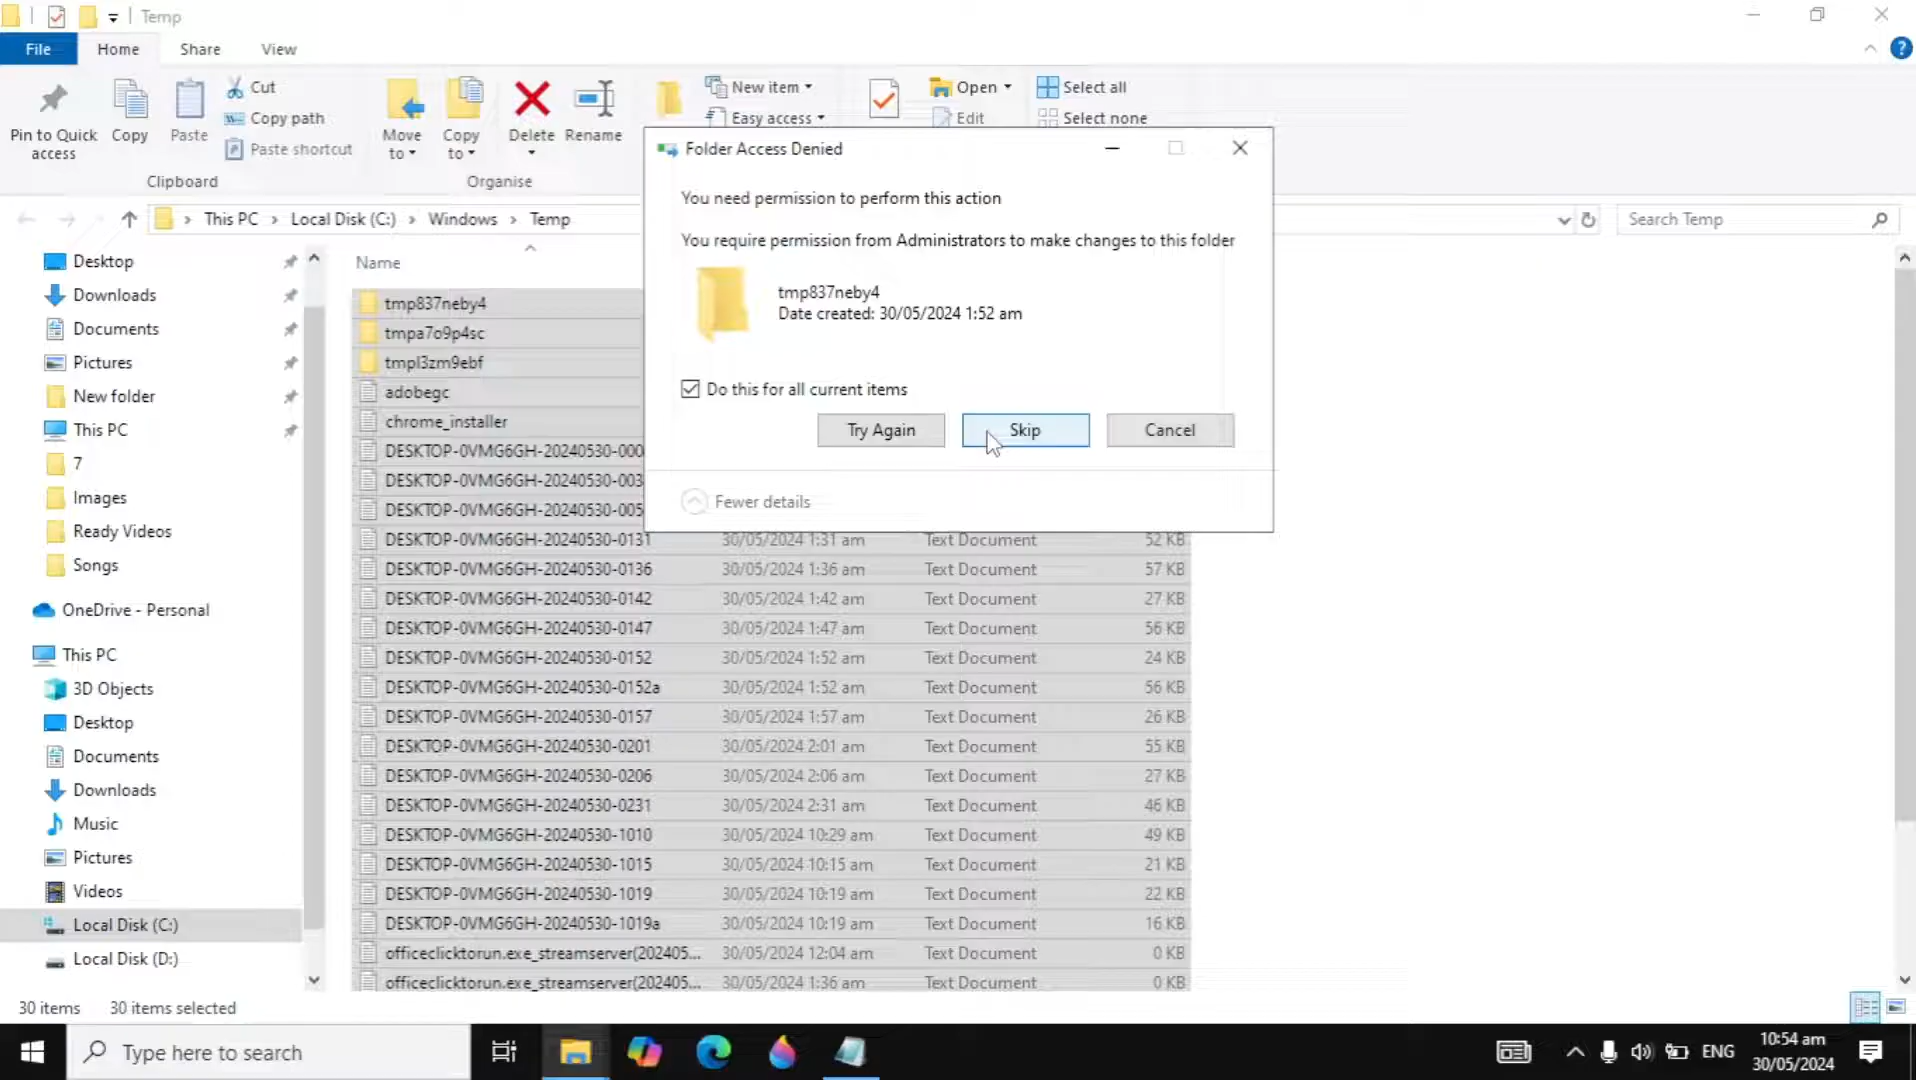 Temp
File Home Share View
Pin to Quick access
Copy
Paste
Cut
Copy path
Paste shortcut
Clipboard
Move to
Copy to
Delete
Rename
Organise
New item
Easy access
Open
Edit
Select all
Select none
This PC > Local Disk (C:) > Windows > Temp
Search Temp
Desktop
Downloads
Documents
Pictures
New folder
This PC
7
Images
Ready Videos
Songs
OneDrive - Personal
This PC
3D Objects
Desktop
Documents
Downloads
Music
Pictures
Videos
Local Disk (C:)
Local Disk (D:)
Name
tmp837neby4
tmpa7o9p4sc
tmpl3zm9ebf
adobegc
chrome_installer
DESKTOP-0VMG6GH-20240530-000
DESKTOP-0VMG6GH-20240530-003
DESKTOP-0VMG6GH-20240530-005
DESKTOP-0VMG6GH-20240530-0131 30/05/2024 1:31 am Text Document 52 KB
DESKTOP-0VMG6GH-20240530-0136 30/05/2024 1:36 am Text Document 57 KB
DESKTOP-0VMG6GH-20240530-0142 30/05/2024 1:42 am Text Document 27 KB
DESKTOP-0VMG6GH-20240530-0147 30/05/2024 1:47 am Text Document 56 KB
DESKTOP-0VMG6GH-20240530-0152 30/05/2024 1:52 am Text Document 24 KB
DESKTOP-0VMG6GH-20240530-0152a 30/05/2024 1:52 am Text Document 56 KB
DESKTOP-0VMG6GH-20240530-0157 30/05/2024 1:57 am Text Document 26 KB
DESKTOP-0VMG6GH-20240530-0201 30/05/2024 2:01 am Text Document 55 KB
DESKTOP-0VMG6GH-20240530-0206 30/05/2024 2:06 am Text Document 27 KB
DESKTOP-0VMG6GH-20240530-0231 30/05/2024 2:31 am Text Document 46 KB
DESKTOP-0VMG6GH-20240530-1010 30/05/2024 10:29 am Text Document 49 KB
DESKTOP-0VMG6GH-20240530-1015 30/05/2024 10:15 am Text Document 21 KB
DESKTOP-0VMG6GH-20240530-1019 30/05/2024 10:19 am Text Document 22 KB
DESKTOP-0VMG6GH-20240530-1019a 30/05/2024 10:19 am Text Document 16 KB
officeclicktorun.exe_streamserver(202405... 30/05/2024 12:04 am Text Document 0 KB
officeclicktorun.exe_streamserver(202405... 30/05/2024 1:36 am Text Document 0 KB
Folder Access Denied
You need permission to perform this action
You require permission from Administrators to make changes to this folder
tmp837neby4
Date created: 30/05/2024 1:52 am
Do this for all current items
Try Again Skip Cancel
Fewer details
30 items 30 items selected
Type here to search
ENG
10:54 am
30/05/2024